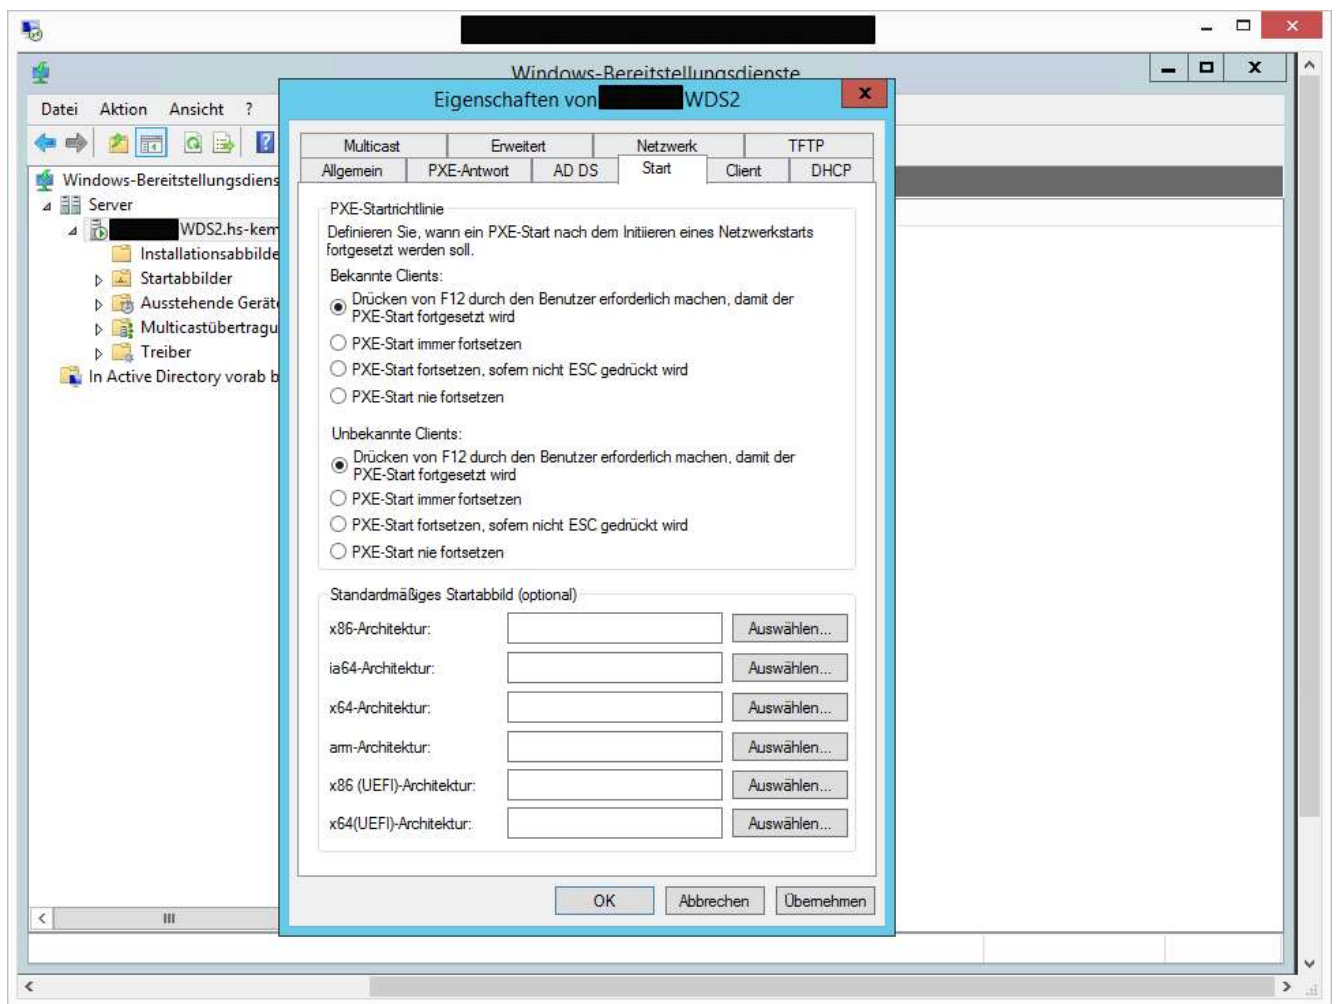 Windows-Bereitstellungsdienste
Eigenschaften von WDS2
Datei Aktion Ansicht ?
Windows-Bereitstellungsdiens
Server
WDS2.hs-kem
Installationsabbilde
Startabbilder
Ausstehende Geräte
Multicastübertragu
Treiber
In Active Directory vorab b
Multicast Erweitert Netzwerk TFTP
Allgemein PXE-Antwort AD DS Start Client DHCP
PXE-Startrichtlinie
Definieren Sie, wann ein PXE-Start nach dem Initiieren eines Netzwerkstarts
fortgesetzt werden soll.
Bekannte Clients:
Drücken von F12 durch den Benutzer erforderlich machen, damit der
PXE-Start fortgesetzt wird
PXE-Start immer fortsetzen
PXE-Start fortsetzen, sofern nicht ESC gedrückt wird
PXE-Start nie fortsetzen
Unbekannte Clients:
Drücken von F12 durch den Benutzer erforderlich machen, damit der
PXE-Start fortgesetzt wird
PXE-Start immer fortsetzen
PXE-Start fortsetzen, sofern nicht ESC gedrückt wird
PXE-Start nie fortsetzen
Standardmäßiges Startabbild (optional)
x86-Architektur: Auswählen...
ia64-Architektur: Auswählen...
x64-Architektur: Auswählen...
arm-Architektur: Auswählen...
x86 (UEFI)-Architektur: Auswählen...
x64(UEFI)-Architektur: Auswählen...
OK Abbrechen Übernehmen